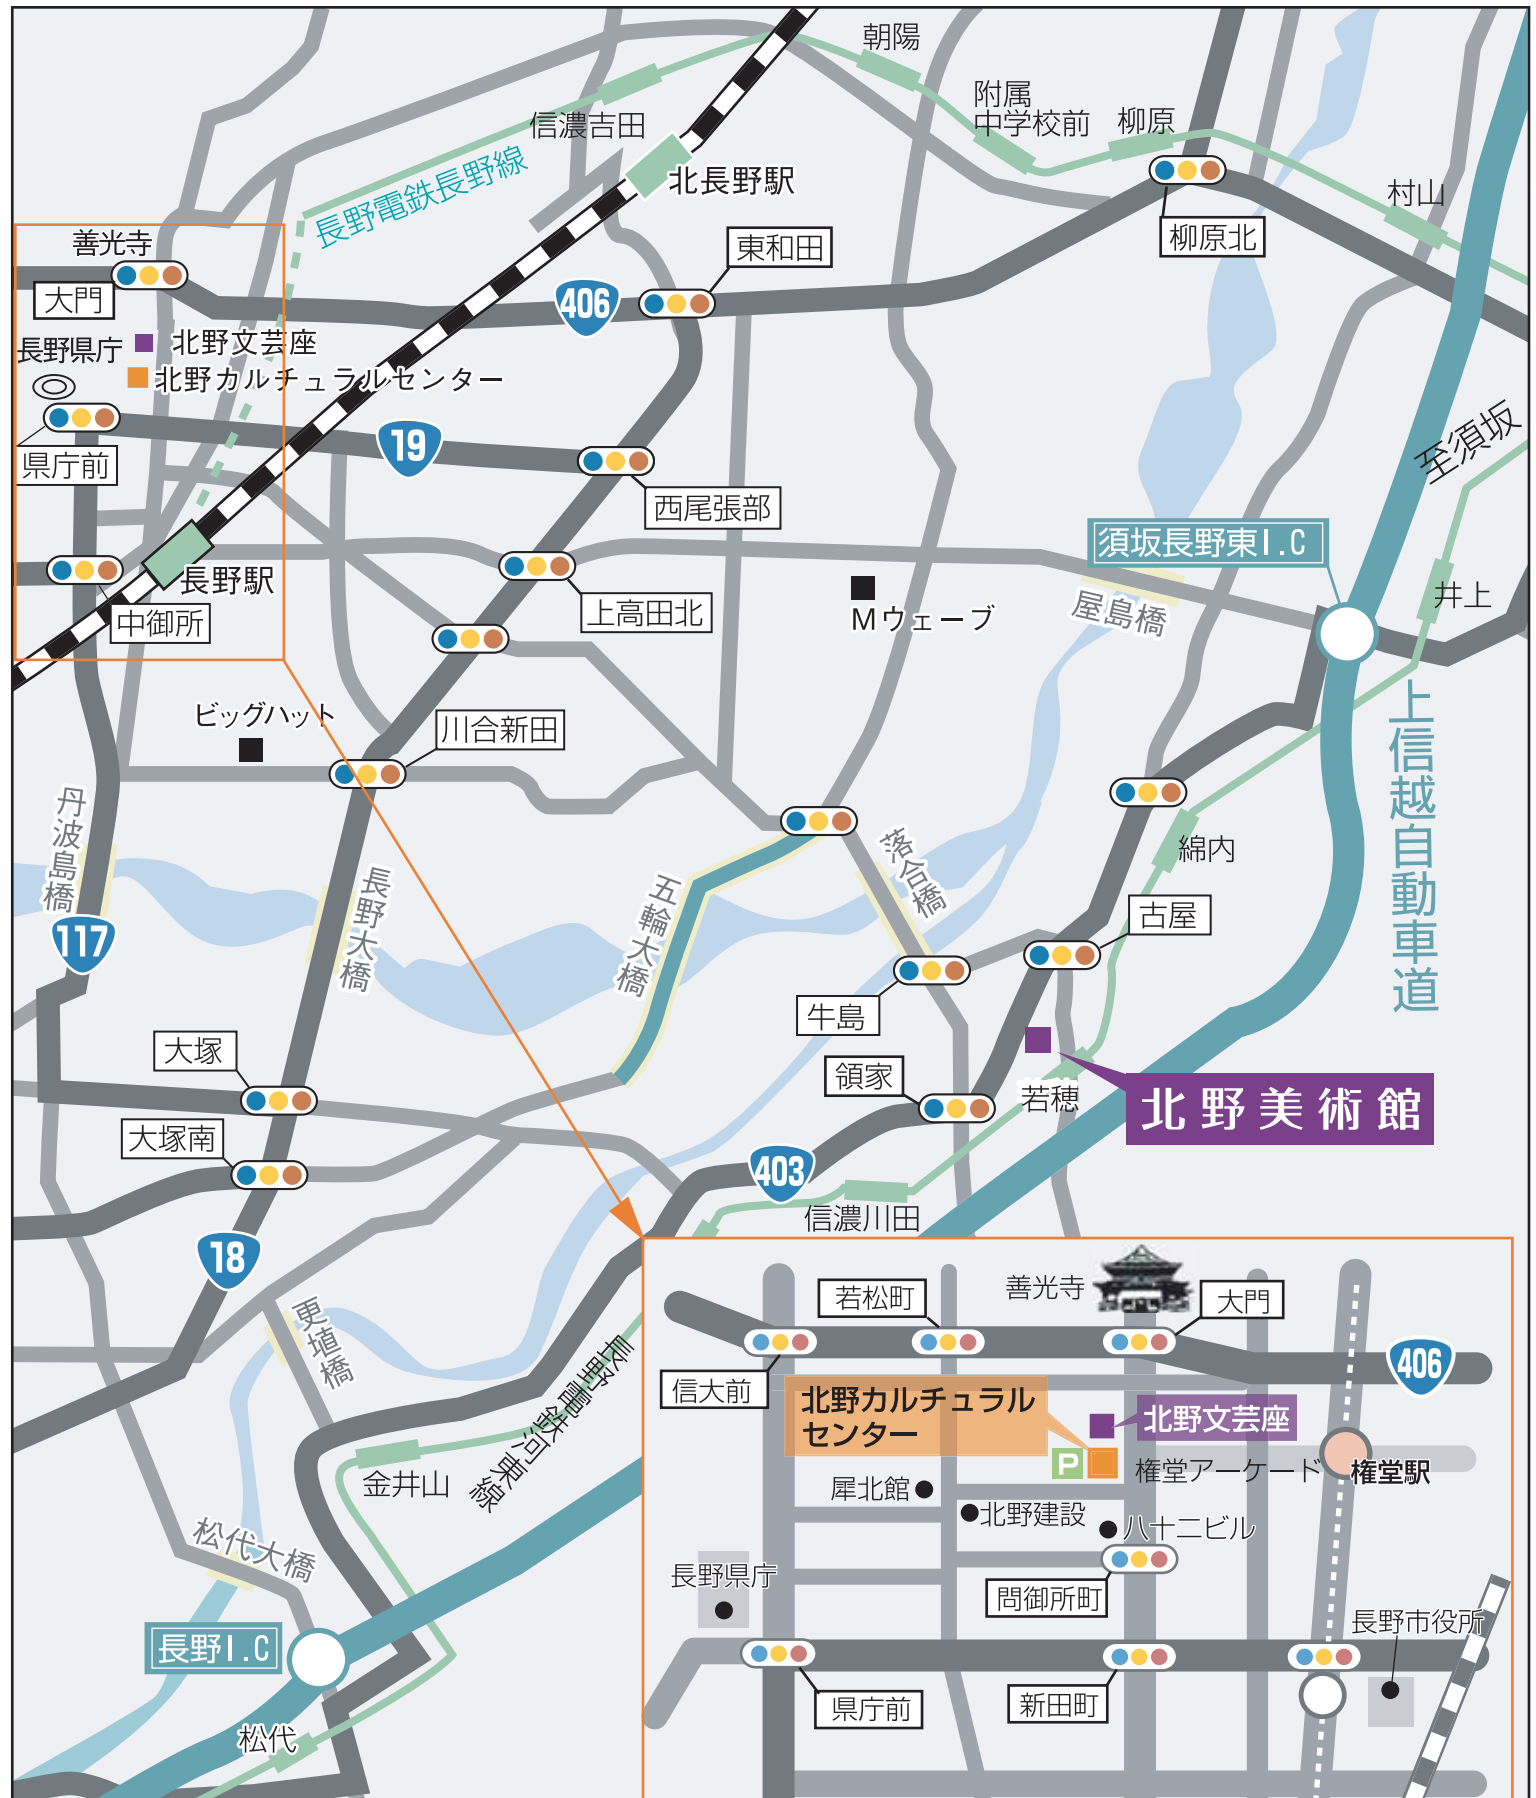 朝陽
附属
中学校前
柳原
信濃吉田
長野電鉄長野線
北長野駅
村山
柳原北
善光寺
東和田
大門
406
北野文芸座
長野県庁
北野カルチュラルセンター
19
県庁前
西尾張部
至須坂
須坂長野東I.C
長野駅
上高田北
Mウェーブ
屋島橋
井上
中御所
ビッグハット
川合新田
上信越自動車道
丹波島橋
長野大橋
五輪大橋
落合橋
綿内
古屋
117
牛島
大塚
領家
若穂
北野美術館
大塚南
403
信濃川田
18
更埴橋
長野電鉄河東線
金井山
松代大橋
長野I.C
松代
善光寺
若松町
大門
406
信大前
北野カルチュラル
センター
北野文芸座
P
権堂アーケード
権堂駅
犀北館
北野建設
八十二ビル
長野県庁
問御所町
長野市役所
県庁前
新田町